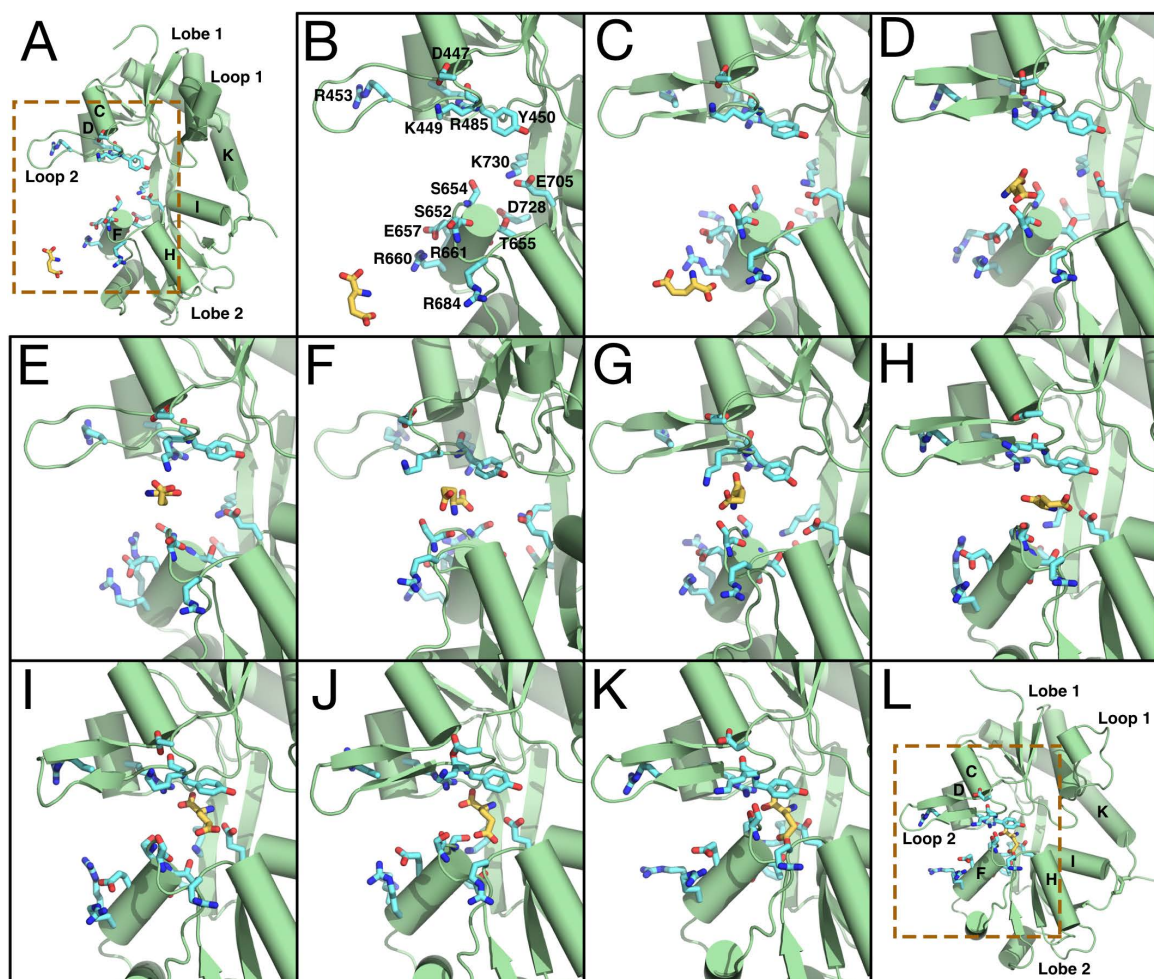 A
Lobe 1
Loop 1
C
D
K
Loop 2
I
F
H
Lobe 2
B
D447
R453
K449 R485 Y450
K730
E705
S654
D728
S652
E657
T655
R661
R660
R684
C
D
E
F
G
H
I
J
K
L
Lobe 1
Loop 1
C
D
K
Loop 2
I
F
H
Lobe 2